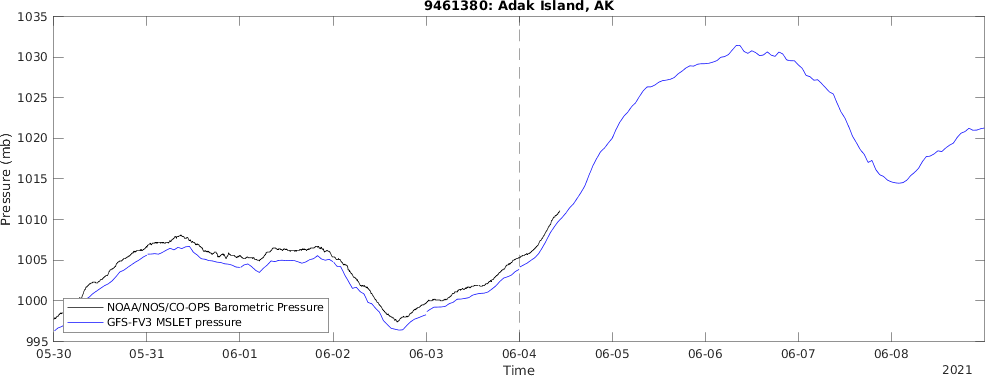 9461380: Adak Island, AK
Pressure (mb)
1035
1030
1025
1020
1015
1010
1005
1000
995
NOAA/NOS/CO-OPS Barometric Pressure
GFS-FV3 MSLET pressure
05-30 05-31 06-01 06-02 06-03 06-04 06-05 06-06 06-07 06-08
Time
2021